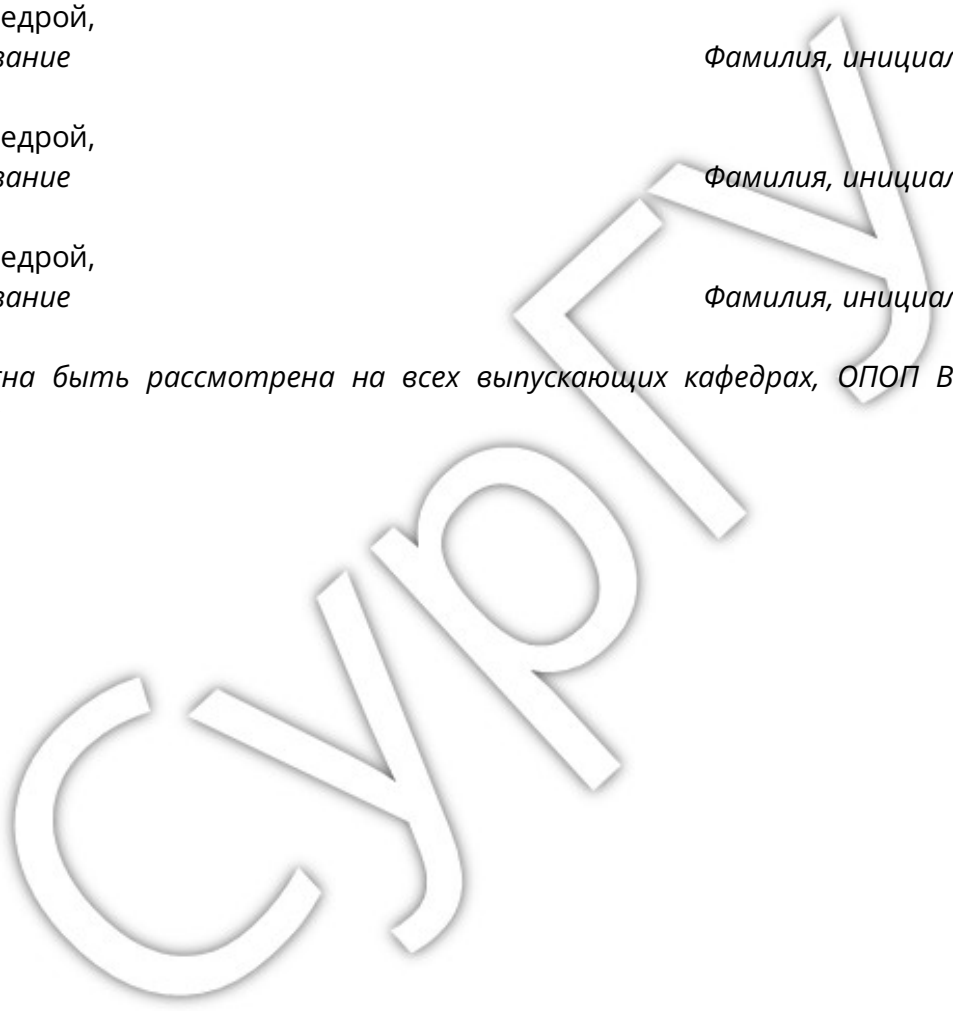 едрой,
вание Фамилия, инициал
едрой,
вание Фамилия, инициал
едрой,
вание Фамилия, инициал
на быть рассмотрена на всех выпускающих кафедрах, ОПОП В
СурГУ